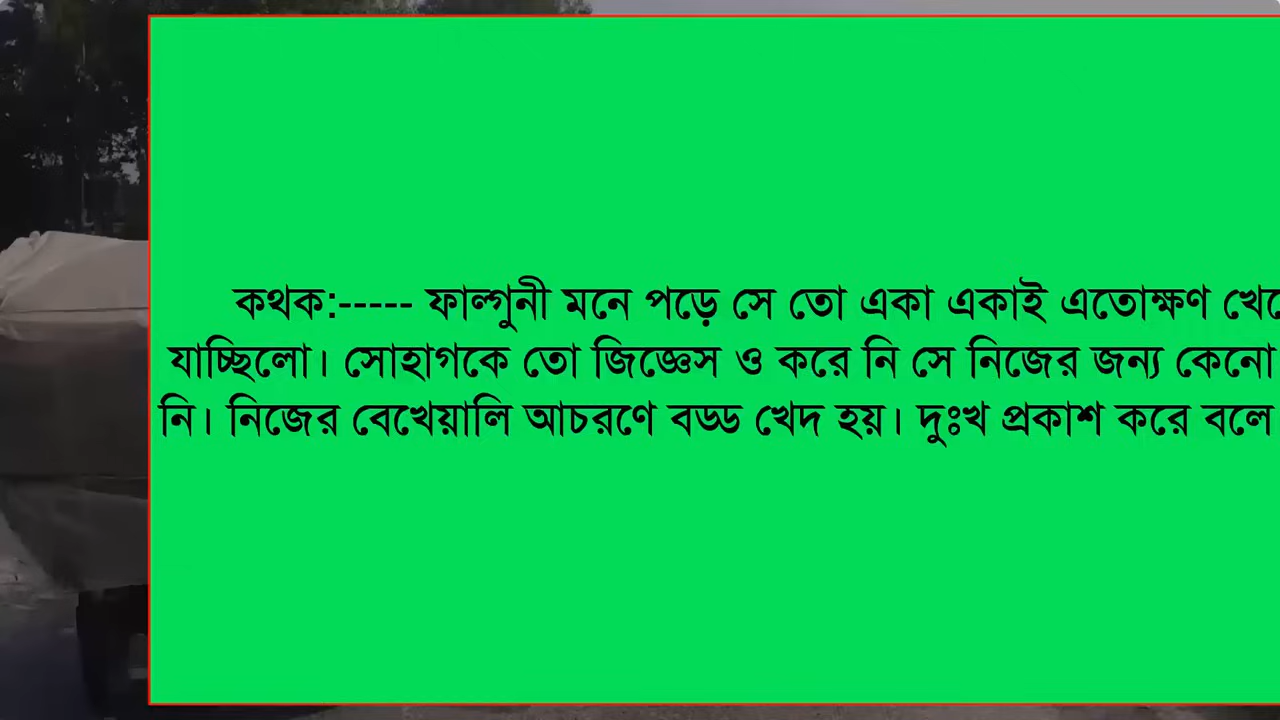 কথক:----- ফাল্গুনী মনে পড়ে সে তো একা একাই এতোক্ষণ
যাচ্ছিলো। সোহাগকে তো জিজ্ঞেস ও করে নি সে নিজের জন্য কেনো
নি। নিজের বেখেয়ালি আচরণে বড্ড খেদ হয়। দুঃখ প্রকাশ করে বলে